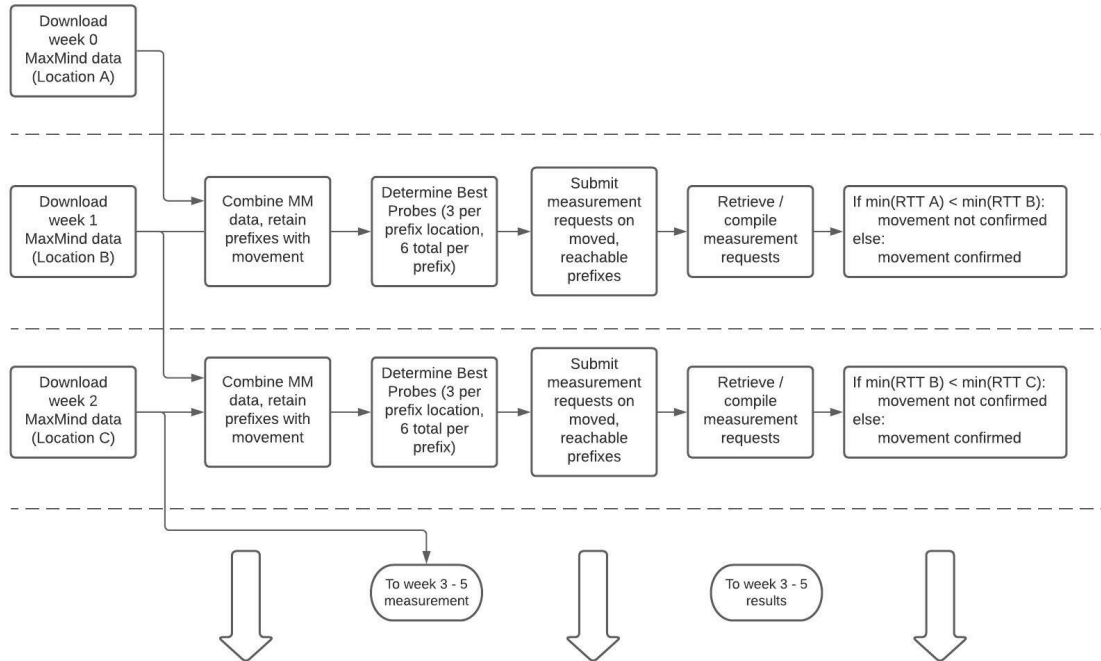 Download
week 0
MaxMind data
(Location A)
Download
week 1
MaxMind data
(Location B)
Combine MM
data, retain
prefixes with
movement
Determine Best
Probes (3 per
prefix location,
6 total per
prefix)
Submit
measurement
requests on
moved,
reachable
prefixes
Retrieve /
compile
measurement
requests
If min(RTT A) < min(RTT B):
movement not confirmed
else:
movement confirmed
Download
week 2
MaxMind data
(Location C)
Combine MM
data, retain
prefixes with
movement
Determine Best
Probes (3 per
prefix location,
6 total per
prefix)
Submit
measurement
requests on
moved,
reachable
prefixes
Retrieve /
compile
measurement
requests
If min(RTT B) < min(RTT C):
movement not confirmed
else:
movement confirmed
To week 3 - 5
measurement
To week 3 - 5
results